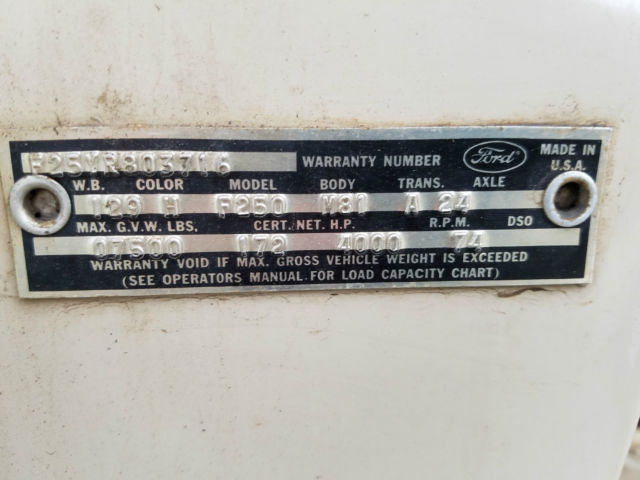 F25YR803716 WARRANTY NUMBER Ford MADE IN U.S.A.
W.B. COLOR MODEL BODY TRANS. AXLE
129 H F250 M81 A 24
MAX. G.V.W. LBS. CERT. NET. H.P. R.P.M. DSO
07500 172 4000 74
WARRANTY VOID IF MAX. GROSS VEHICLE WEIGHT IS EXCEEDED
(SEE OPERATORS MANUAL FOR LOAD CAPACITY CHART)